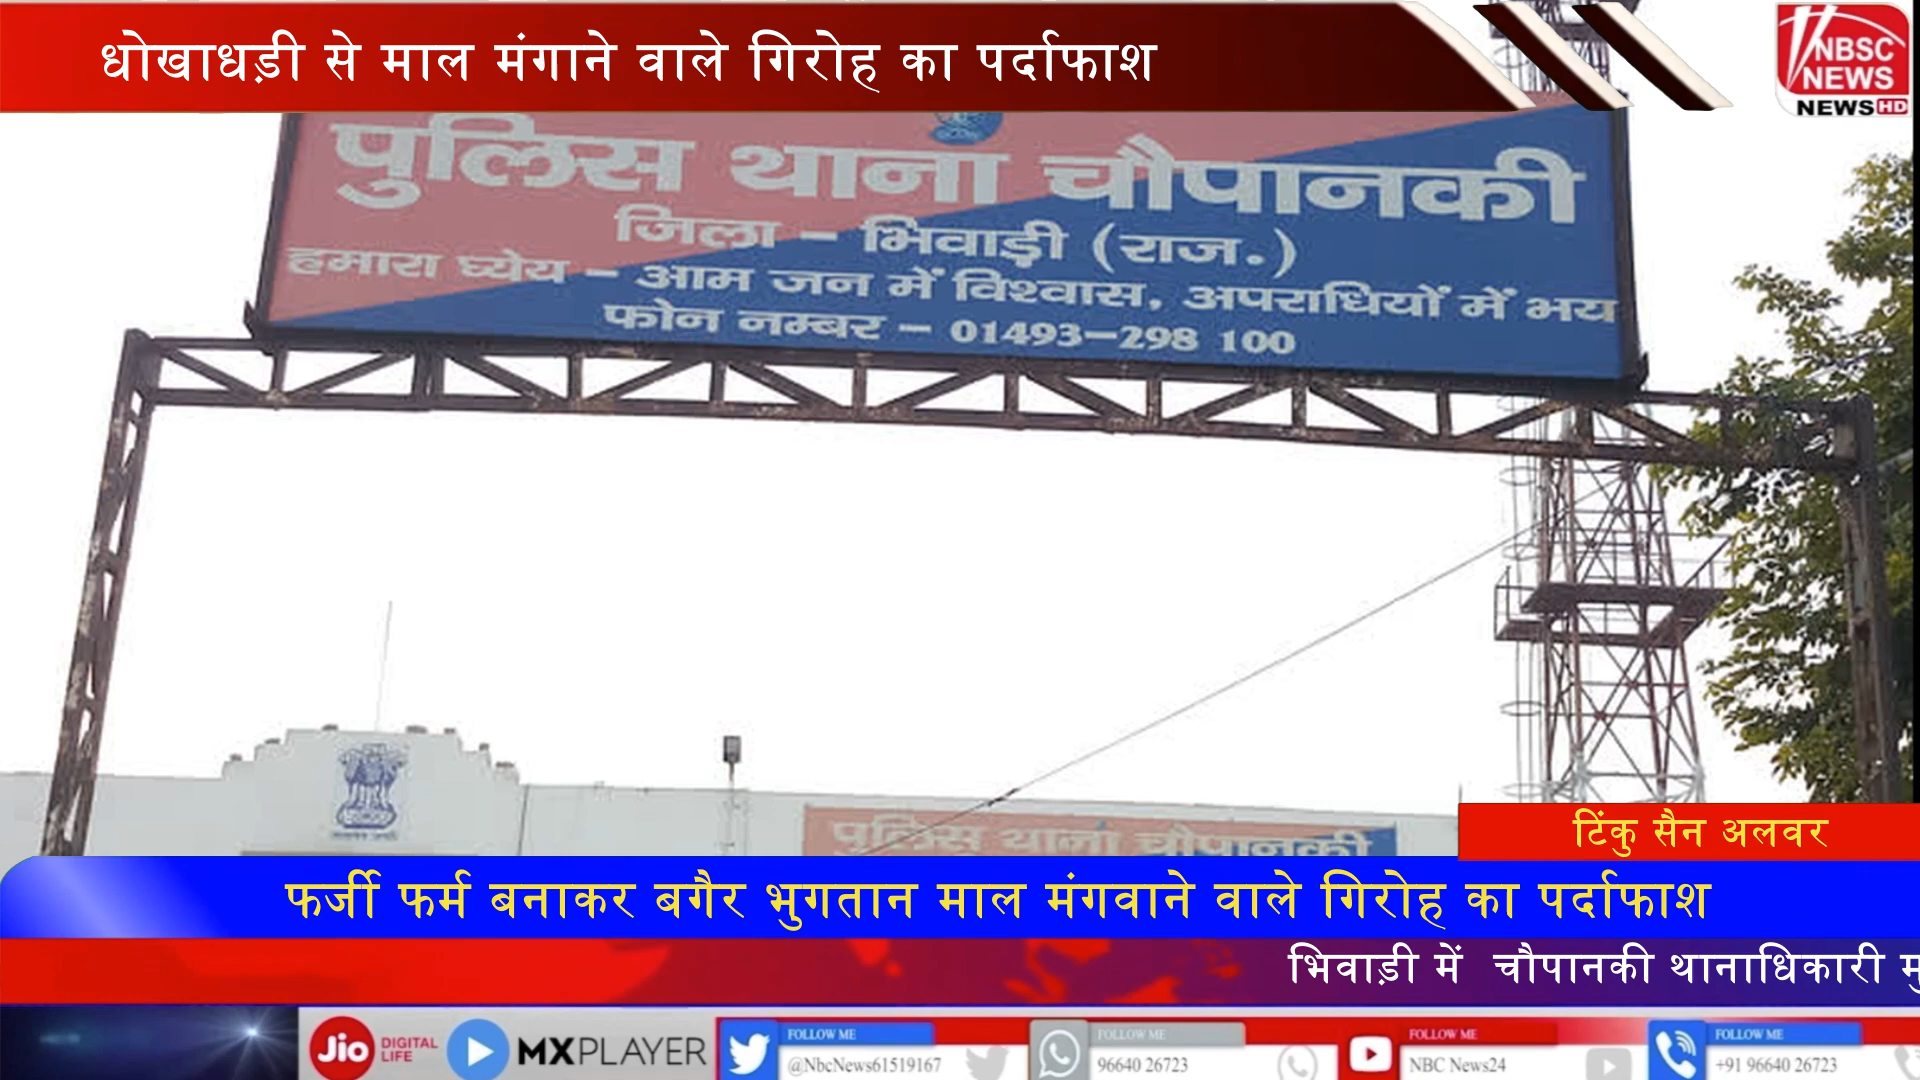 धोखाधड़ी से माल मंगाने वाले गिरोह का पर्दाफाश
NBSC
NEWS
NEWS HD
पुलिस थाना चौपानकी
जिला - भिवाड़ी (राज.)
हमारा ध्येय - आम जन में विश्वास, अपराधियों में भय
फोन नम्बर - 01493-298 100
पुलिस थाना चौपानकी
टिंकु सैन अलवर
फर्जी फर्म बनाकर बगैर भुगतान माल मंगवाने वाले गिरोह का पर्दाफाश
भिवाड़ी में चौपानकी थानाधिकारी मु
Jio DIGITAL LIFE
MXPLAYER
FOLLOW ME
@NbcNews61519167
FOLLOW ME
96640 26723
FOLLOW ME
NBC News24
FOLLOW ME
+91 96640 26723